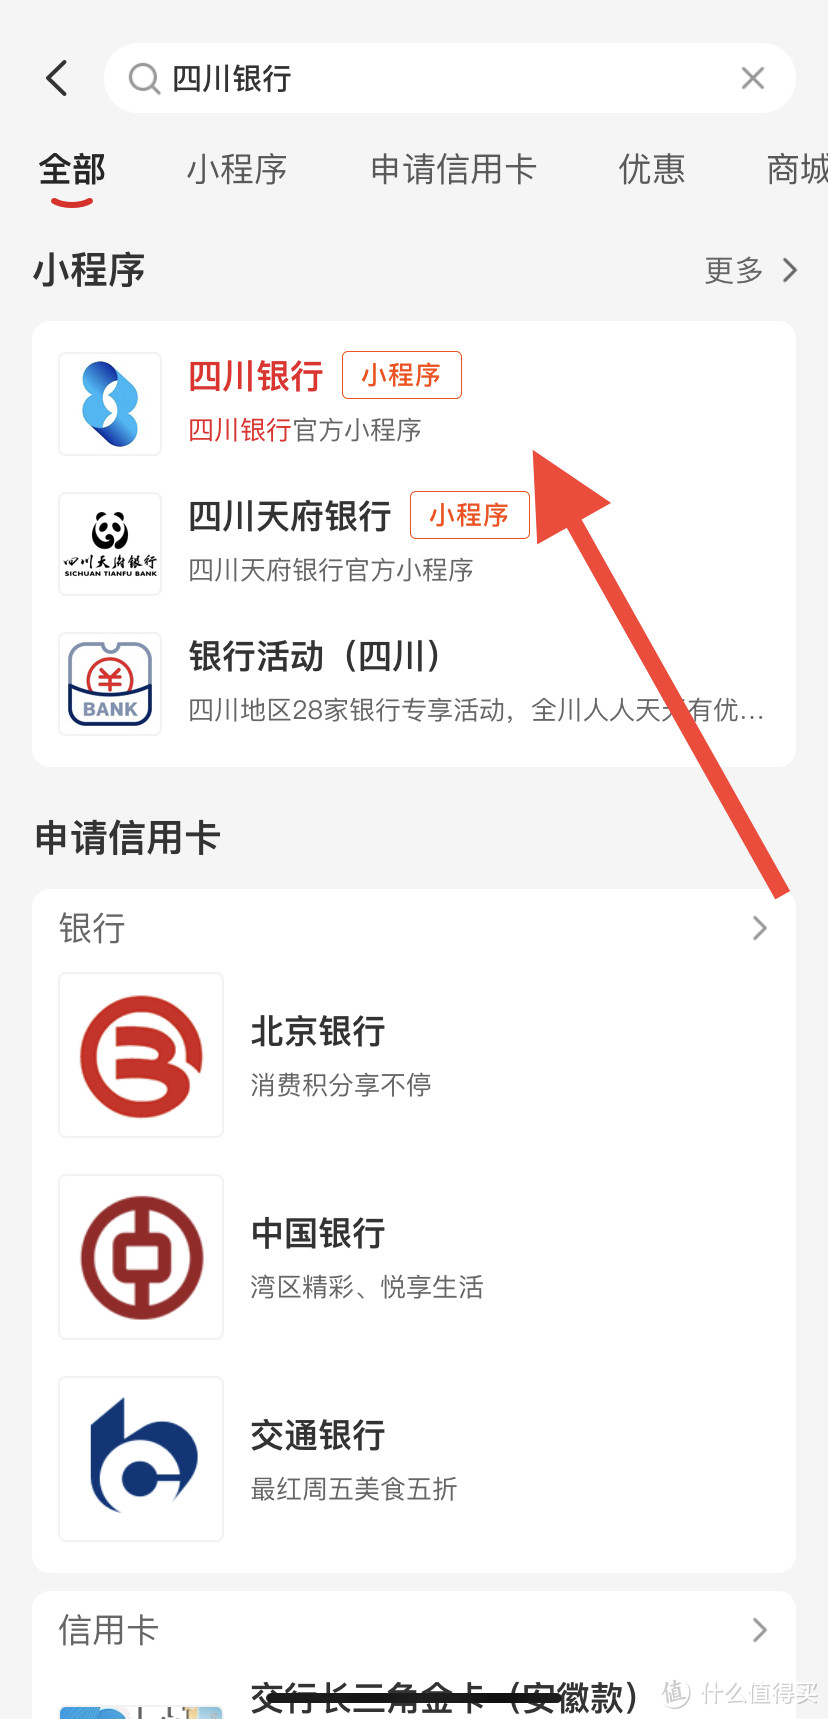 四川银行
全部 小程序 申请信用卡 优惠 商城
小程序
更多
四川银行 小程序
四川银行官方小程序
四川天府银行
SICHUAN TIANFU BANK
四川天府银行 小程序
四川天府银行官方小程序
BANK
银行活动（四川）
四川地区28家银行专享活动，全川人人天天有优...
申请信用卡
银行
北京银行
消费积分享不停
中国银行
湾区精彩、悦享生活
交通银行
最红周五美食五折
信用卡
交行长三角金卡（安徽款）
值 什么值得买